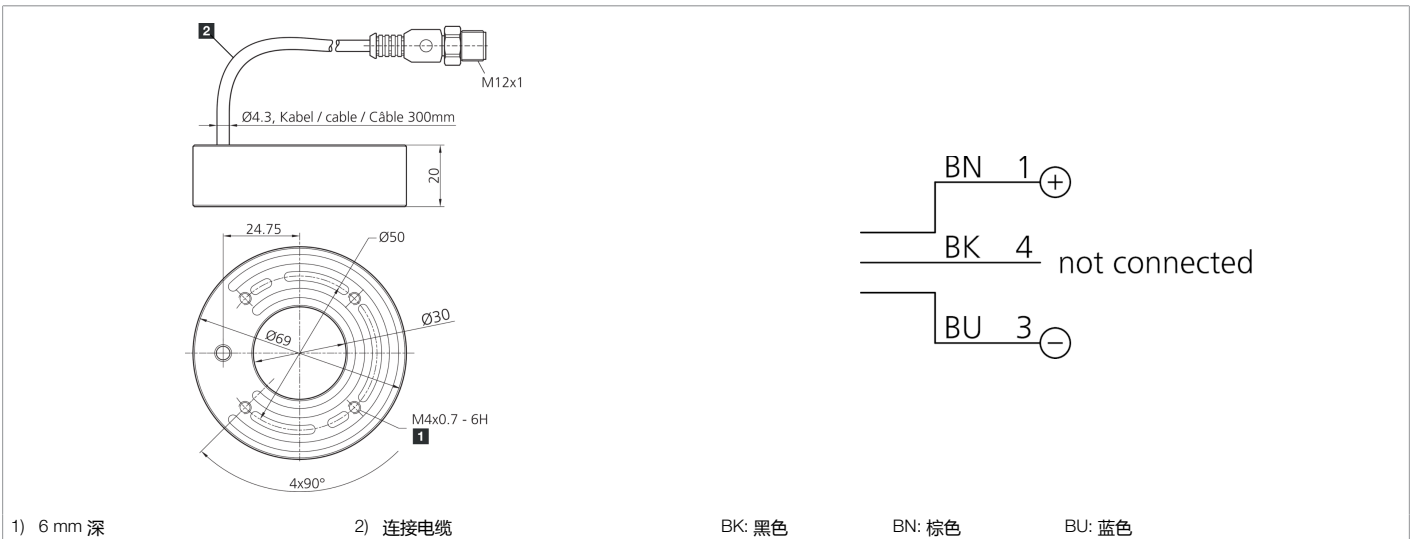 2
M12x1
Ø4.3, Kabel / cable / Câble 300mm
20
24.75
Ø50
Ø30
Ø69
M4x0.7 - 6H
1
4x90°
BN 1 +
BK 4 not connected
BU 3 −
1) 6 mm 深
2) 连接电缆
BK: 黑色
BN: 棕色
BU: 蓝色